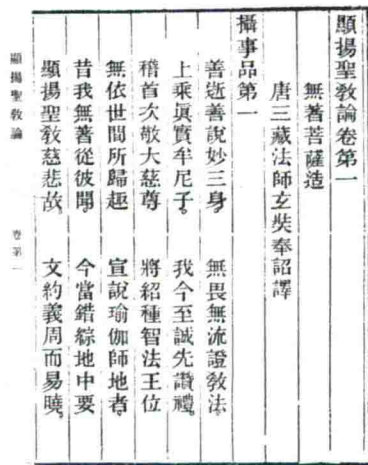 顯揚聖敎論卷第一
無著菩薩造
唐三藏法師玄奘奉詔譯
攝事品第一
善逝善說妙三身。 無畏無流證敎法。
上乘眞實牟尼子。 我今至誠先讚禮。
稽首次敬大慈尊 將紹種智法王位
無依世間所歸趣 宣說瑜伽師地者。
昔我無著從彼聞。 今當錯綜地中要
顯揚聖敎慈悲故。 文約義周而易曉。
顯揚聖敎論 卷第一